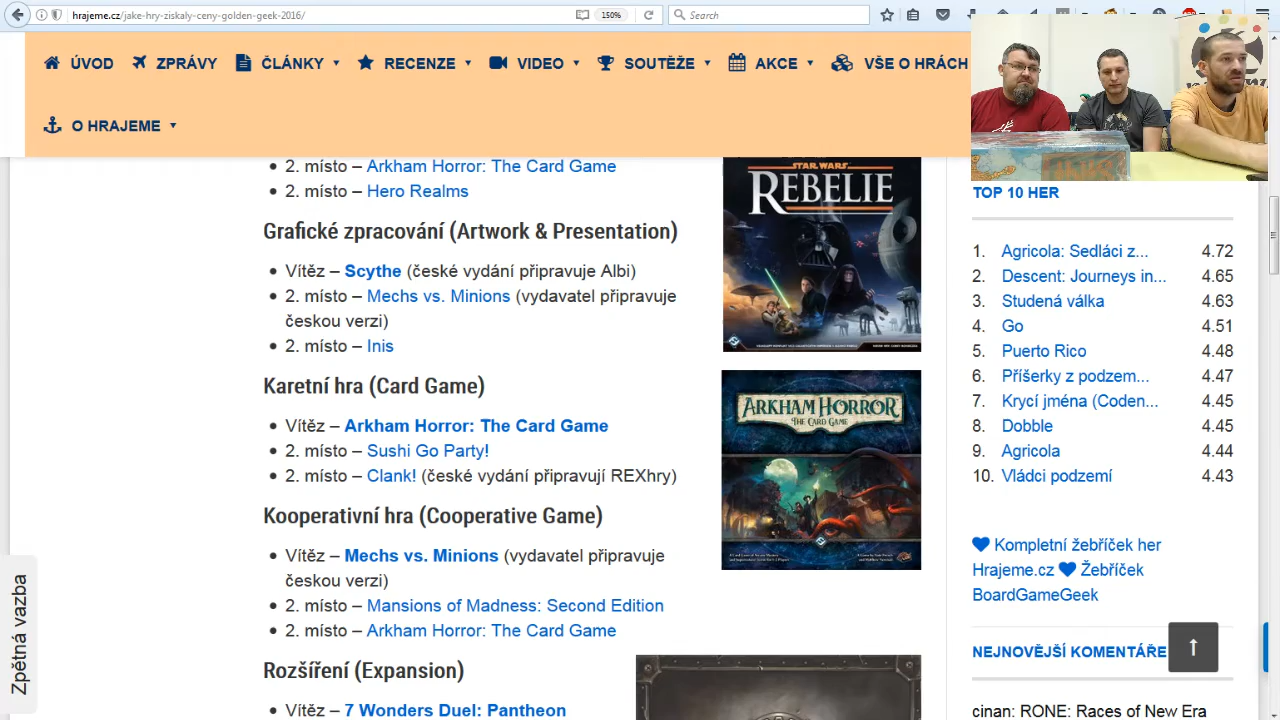 hrajeme.cz/jake-hry-ziskaly-ceny-golden-geek-2016/
150%
Search
ÚVOD
ZPRÁVY
ČLÁNKY
RECENZE
VIDEO
SOUTĚŽE
AKCE
VŠE O HRÁCH
O HRAJEME
2. místo – Arkham Horror: The Card Game
2. místo – Hero Realms
Grafické zpracování (Artwork & Presentation)
Vítěz – Scythe (české vydání připravuje Albi)
2. místo – Mechs vs. Minions (vydavatel připravuje
českou verzi)
2. místo – Inis
Karetní hra (Card Game)
Vítěz – Arkham Horror: The Card Game
2. místo – Sushi Go Party!
2. místo – Clank! (české vydání připravují REXhry)
Kooperativní hra (Cooperative Game)
Vítěz – Mechs vs. Minions (vydavatel připravuje
českou verzi)
2. místo – Mansions of Madness: Second Edition
2. místo – Arkham Horror: The Card Game
Rozšíření (Expansion)
Vítěz – 7 Wonders Duel: Pantheon
STAR WARS
REBELIE
ARKHAM HORROR
THE CARD GAME
TOP 10 HER
1. Agricola: Sedláci z... 4.72
2. Descent: Journeys in... 4.65
3. Studená válka 4.63
4. Go 4.51
5. Puerto Rico 4.48
6. Příšerky z podzem... 4.47
7. Krycí jména (Coden... 4.45
8. Dobble 4.45
9. Agricola 4.44
10. Vládci podzemí 4.43
Kompletní žebříček her
Hrajeme.cz Žebříček
BoardGameGeek
NEJNOVĚJŠÍ KOMENTÁŘE
cinan: RONE: Races of New Era
Zpětná vazba